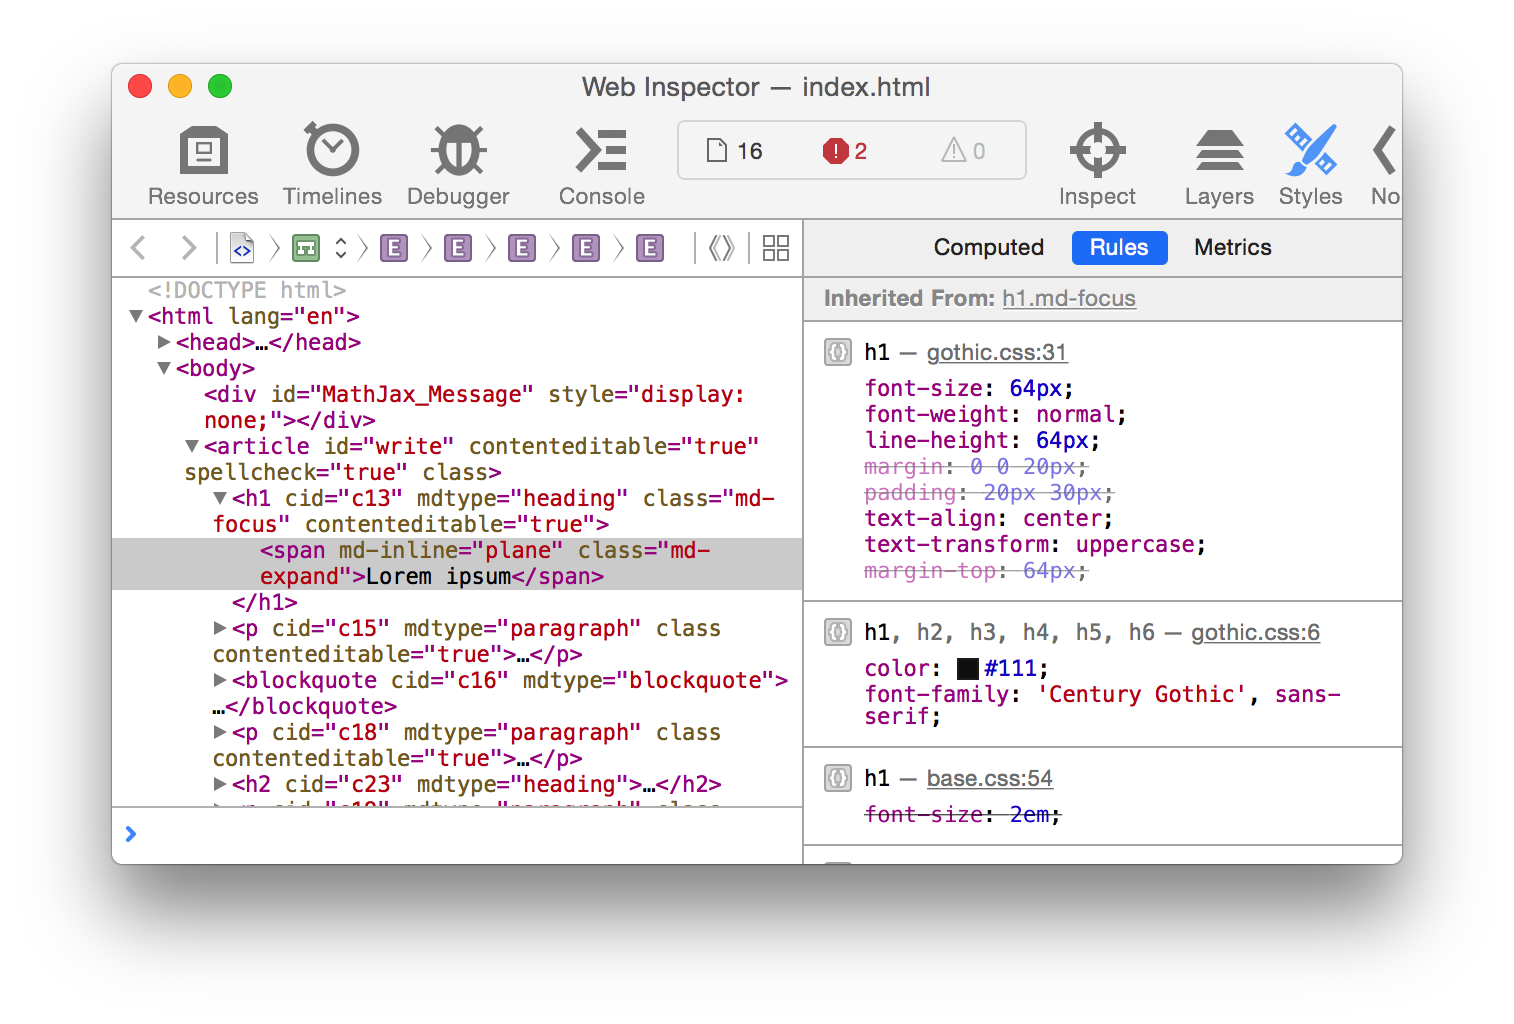 Web Inspector — index.html
Resources Timelines Debugger Console 16 2 0 Inspect Layers Styles No
E E E E E
Computed Rules Metrics
<!DOCTYPE html>
<html lang="en">
<head>…</head>
<body>
<div id="MathJax_Message" style="display:
none;"></div>
<article id="write" contenteditable="true"
spellcheck="true" class>
<h1 cid="c13" mdtype="heading" class="md-
focus" contenteditable="true">
<span md-inline="plane" class="md-
expand">Lorem ipsum</span>
</h1>
<p cid="c15" mdtype="paragraph" class
contenteditable="true">…</p>
<blockquote cid="c16" mdtype="blockquote">
…</blockquote>
<p cid="c18" mdtype="paragraph" class
contenteditable="true">…</p>
<h2 cid="c23" mdtype="heading">…</h2>
Inherited From: h1.md-focus
h1 — gothic.css:31
font-size: 64px;
font-weight: normal;
line-height: 64px;
margin: 0 0 20px;
padding: 20px 30px;
text-align: center;
text-transform: uppercase;
margin-top: 64px;
h1, h2, h3, h4, h5, h6 — gothic.css:6
color: #111;
font-family: 'Century Gothic', sans-
serif;
h1 — base.css:54
font-size: 2em;